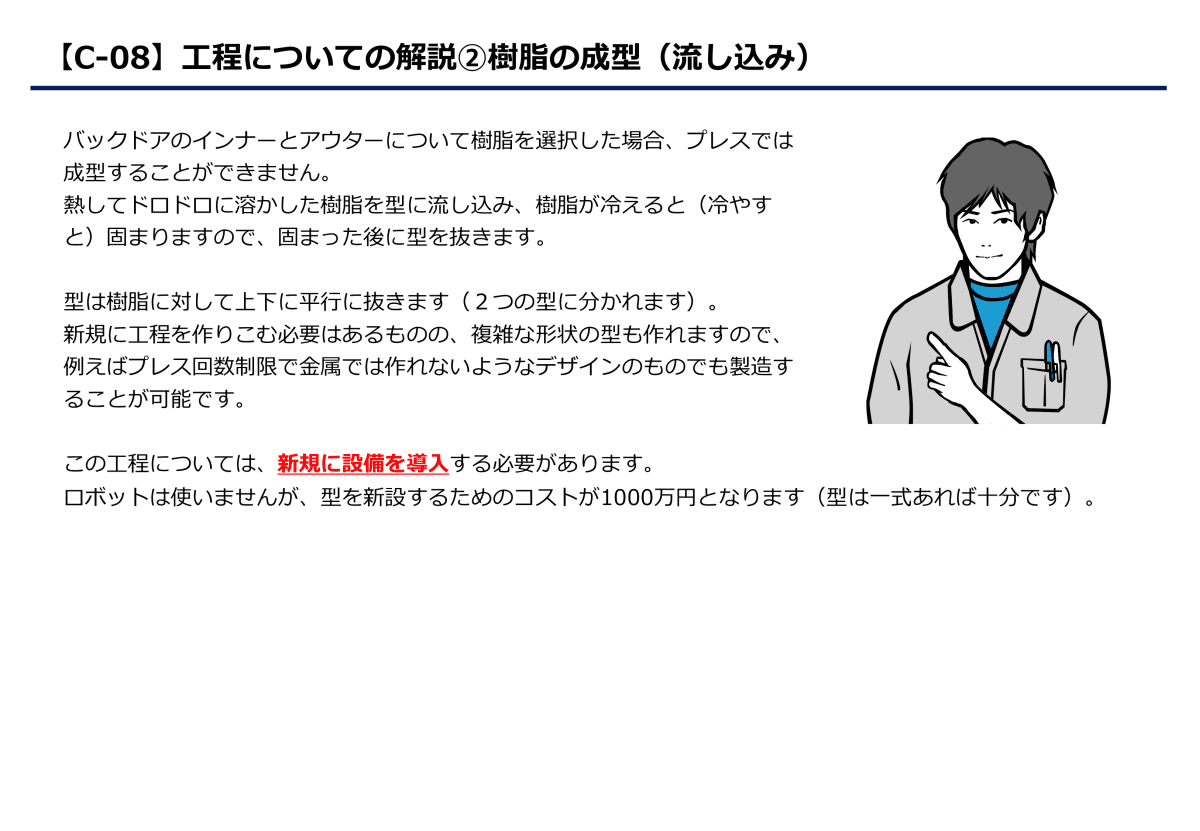 【C-08】工程についての解説②樹脂の成型（流し込み）
バックドアのインナーとアウターについて樹脂を選択した場合、プレスでは
成型することができません。
熱してドロドロに溶かした樹脂を型に流し込み、樹脂が冷えると（冷やす
と）固まりますので、固まった後に型を抜きます。
型は樹脂に対して上下に平行に抜きます（２つの型に分かれます）。
新規に工程を作りこむ必要はあるものの、複雑な形状の型も作れますので、
例えばプレス回数制限で金属では作れないようなデザインのものでも製造す
ることが可能です。
この工程については、新規に設備を導入する必要があります。
ロボットは使いませんが、型を新設するためのコストが1000万円となります（型は一式あれば十分です）。